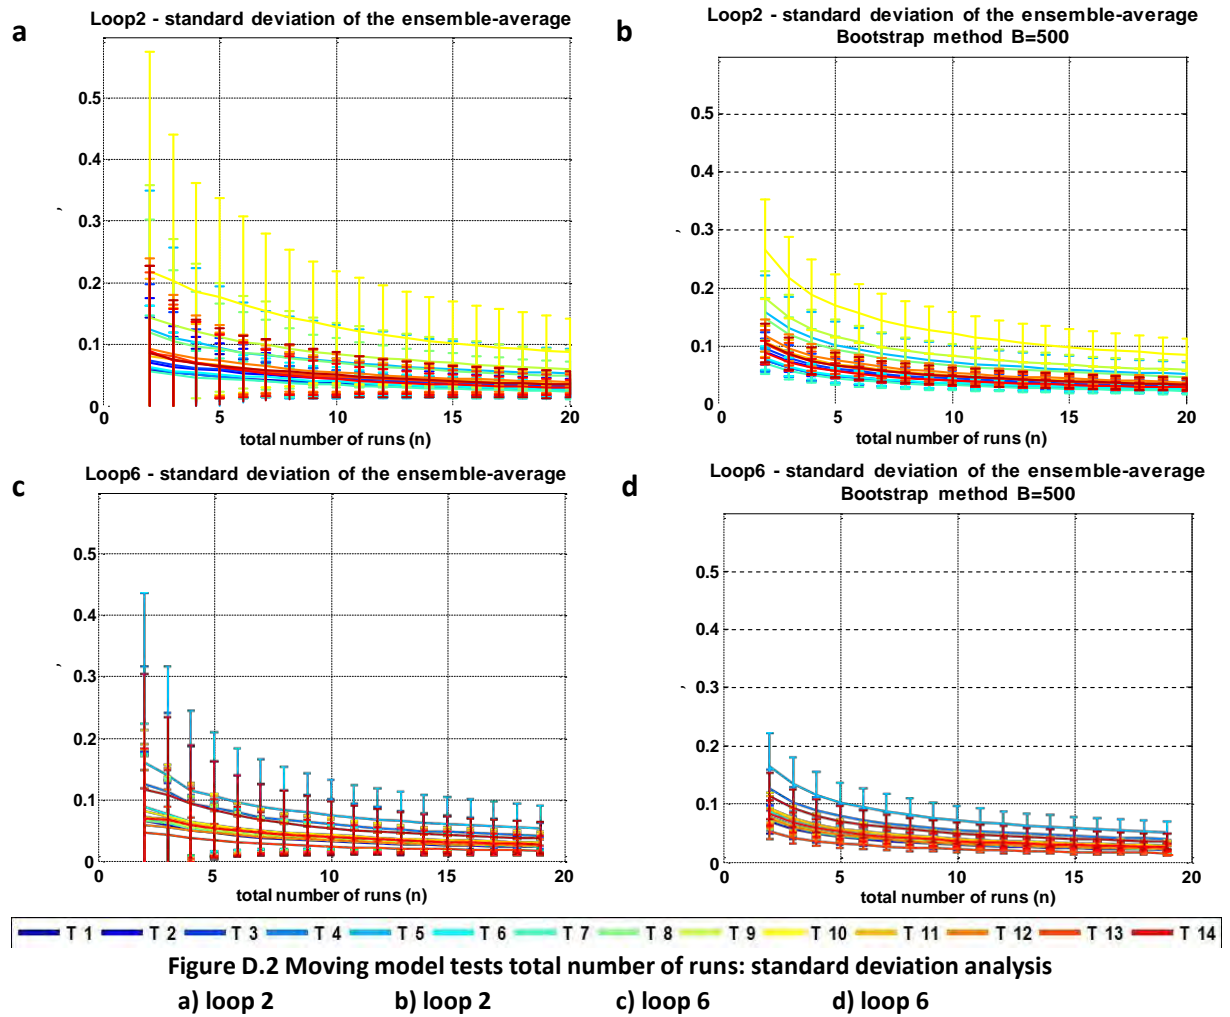 a
Loop2 - standard deviation of the ensemble-average
0.5
0.4
0.3
0.2
0.1
0
0 5 10 15 20
total number of runs (n)
,
b
Loop2 - standard deviation of the ensemble-average
Bootstrap method B=500
0.5
0.4
0.3
0.2
0.1
0
0 5 10 15 20
total number of runs (n)
,
c
Loop6 - standard deviation of the ensemble-average
0.5
0.4
0.3
0.2
0.1
0
0 5 10 15 20
total number of runs (n)
,
d
Loop6 - standard deviation of the ensemble-average
Bootstrap method B=500
0.5
0.4
0.3
0.2
0.1
0
0 5 10 15 20
total number of runs (n)
,
T 1 T 2 T 3 T 4 T 5 T 6 T 7 T 8 T 9 T 10 T 11 T 12 T 13 T 14
Figure D.2 Moving model tests total number of runs: standard deviation analysis
a) loop 2 b) loop 2 c) loop 6 d) loop 6